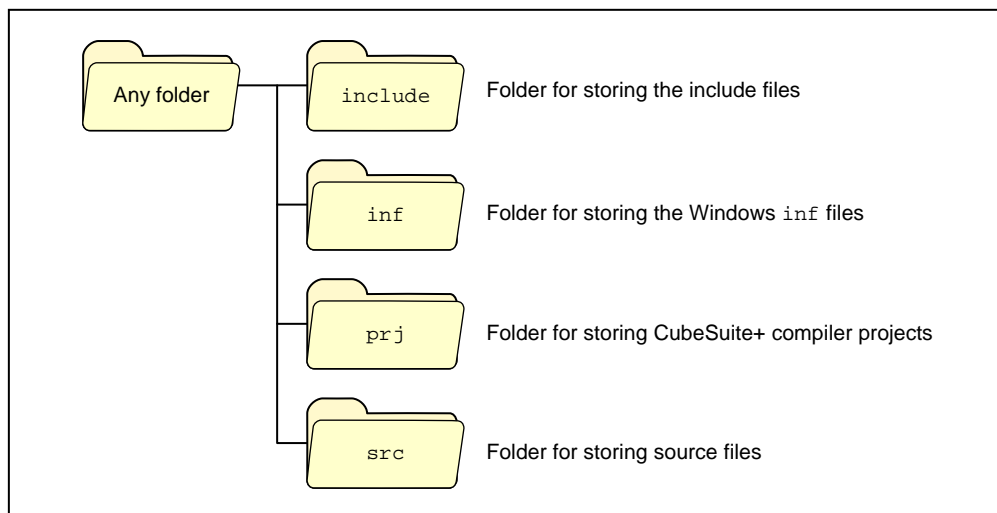 Any folder
include
Folder for storing the include files
inf
Folder for storing the Windows inf files
prj
Folder for storing CubeSuite+ compiler projects
src
Folder for storing source files